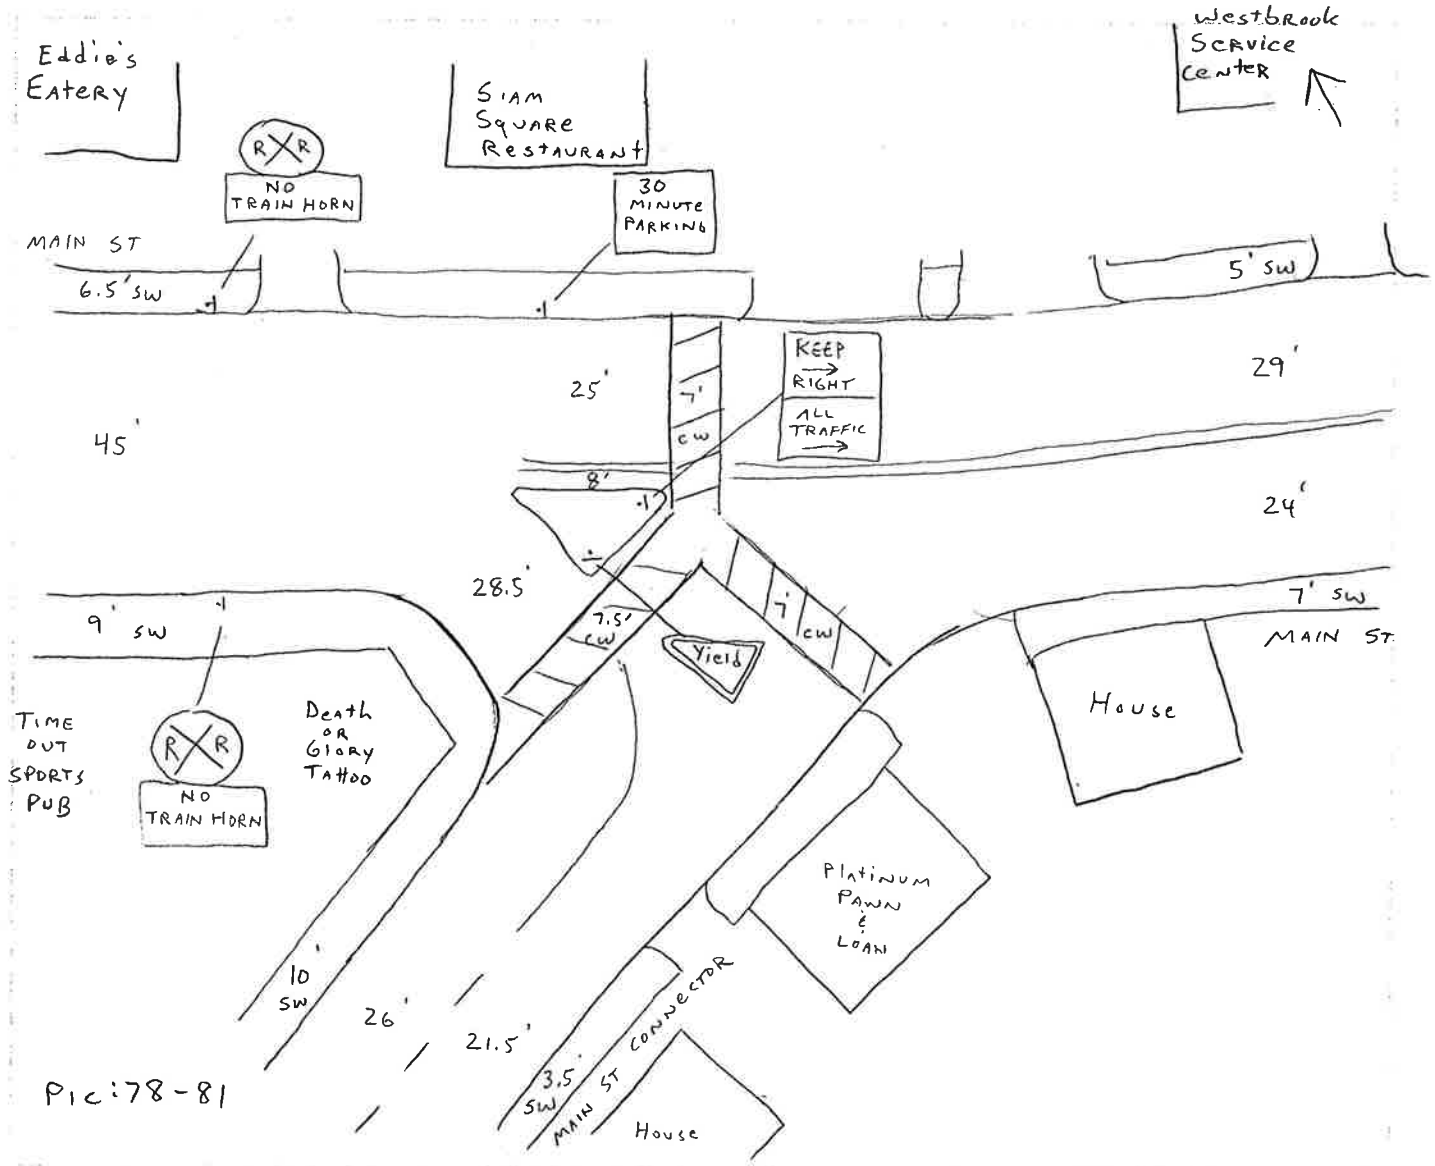 Westbrook
Service
Center
Eddie's
Eatery
Siam
Square
Restaurant
R R
NO
TRAIN HORN
30
MINUTE
PARKING
MAIN ST
6.5' SW
5' SW
KEEP
RIGHT
ALL
TRAFFIC
25'
7'
CW
29'
45'
8'
24'
28.5'
7.5'
CW
7'
CW
Yield
9' SW
7' SW
MAIN ST
House
TIME
OUT
SPORTS
PUB
Death
OR
Glory
TATTOO
R R
NO
TRAIN HORN
Platinum
PAWN
&
LOAN
10'
SW
26'
21.5'
3.5'
SW
MAIN ST CONNECTOR
House
Pic: 78-81